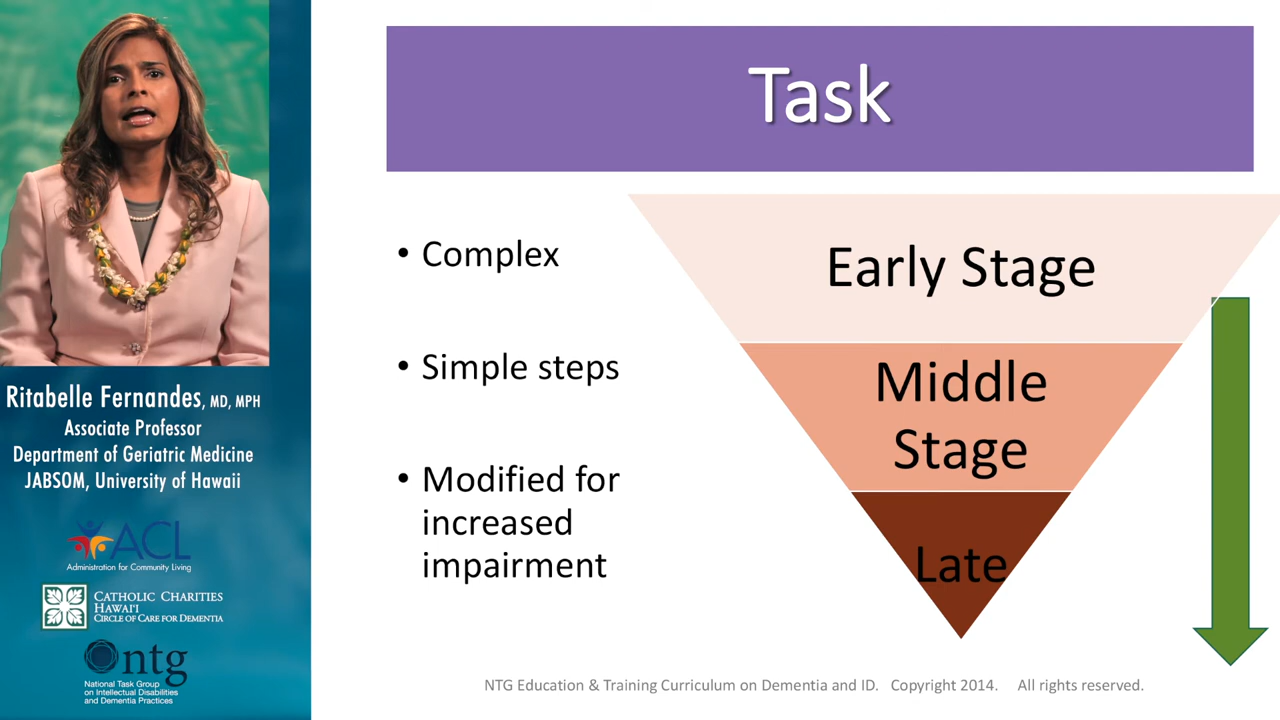 Task
• Complex
• Simple steps
• Modified for
increased
impairment
Early Stage
Middle
Stage
Late
Ritabelle Fernandes, MD, MPH
Associate Professor
Department of Geriatric Medicine
JABSOM, University of Hawaii
ACL
Administration for Community Living
CATHOLIC CHARITIES
HAWAI‘I
CIRCLE OF CARE FOR DEMENTIA
ntg
National Task Group
on Intellectual Disabilities
and Dementia Practices
NTG Education & Training Curriculum on Dementia and ID. Copyright 2014. All rights reserved.